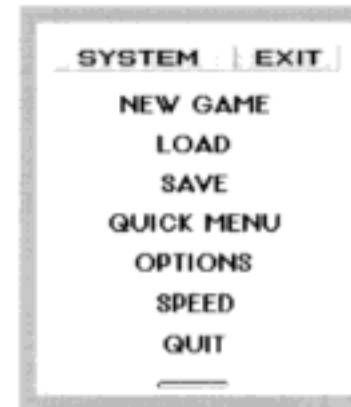 SYSTEM EXIT
NEW GAME
LOAD
SAVE
QUICK MENU
OPTIONS
SPEED
QUIT